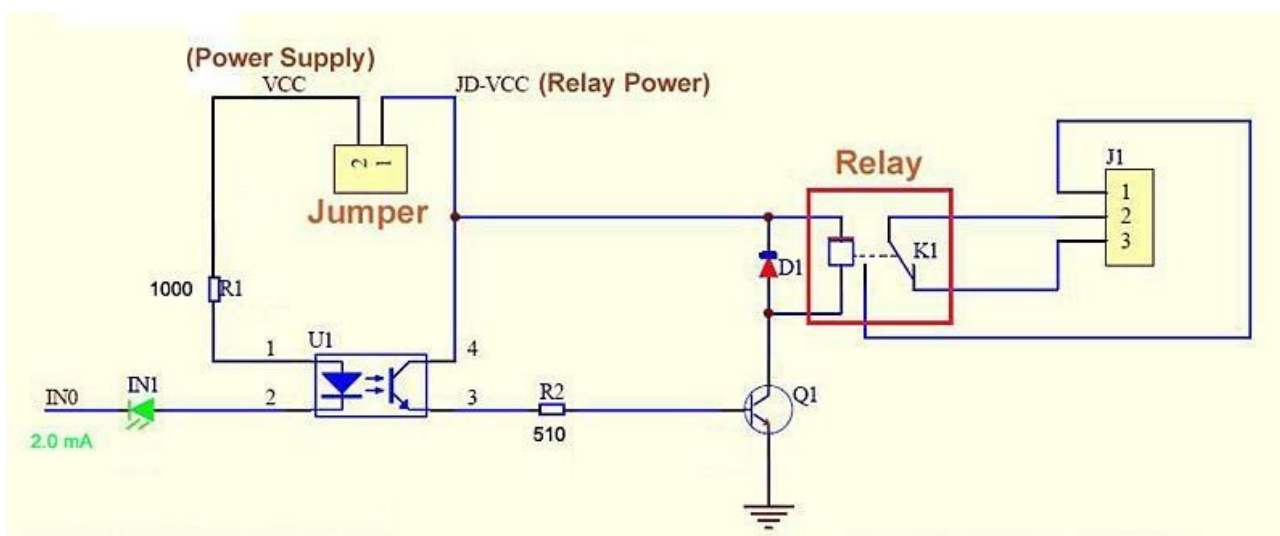 (Power Supply)
VCC
JD-VCC (Relay Power)
2 1
Jumper
Relay
J1
1
2
3
K1
D1
1000 R1
U1
1
4
IN0
IN1
2
3
R2
510
Q1
2.0 mA